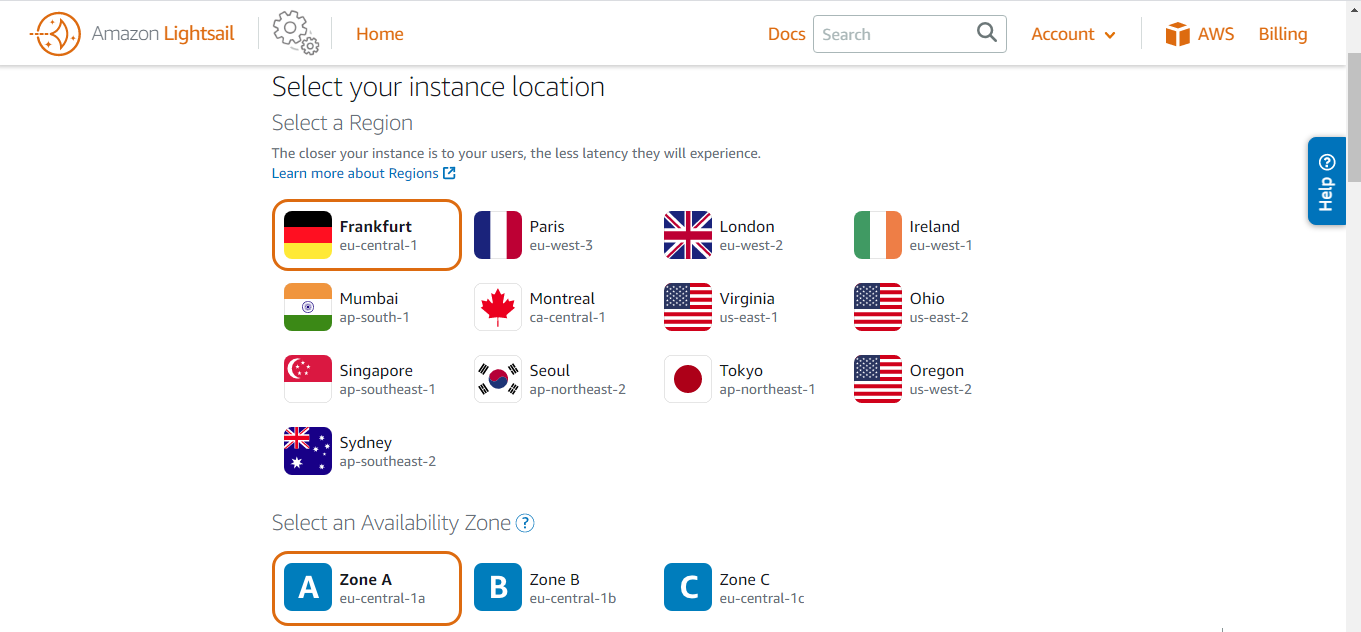 Amazon Lightsail Home Docs Search Account AWS Billing
Select your instance location
Select a Region
The closer your instance is to your users, the less latency they will experience.
Learn more about Regions
Help ?
Frankfurt
eu-central-1
Paris
eu-west-3
London
eu-west-2
Ireland
eu-west-1
Mumbai
ap-south-1
Montreal
ca-central-1
Virginia
us-east-1
Ohio
us-east-2
Singapore
ap-southeast-1
Seoul
ap-northeast-2
Tokyo
ap-northeast-1
Oregon
us-west-2
Sydney
ap-southeast-2
Select an Availability Zone ?
A
Zone A
eu-central-1a
B
Zone B
eu-central-1b
C
Zone C
eu-central-1c